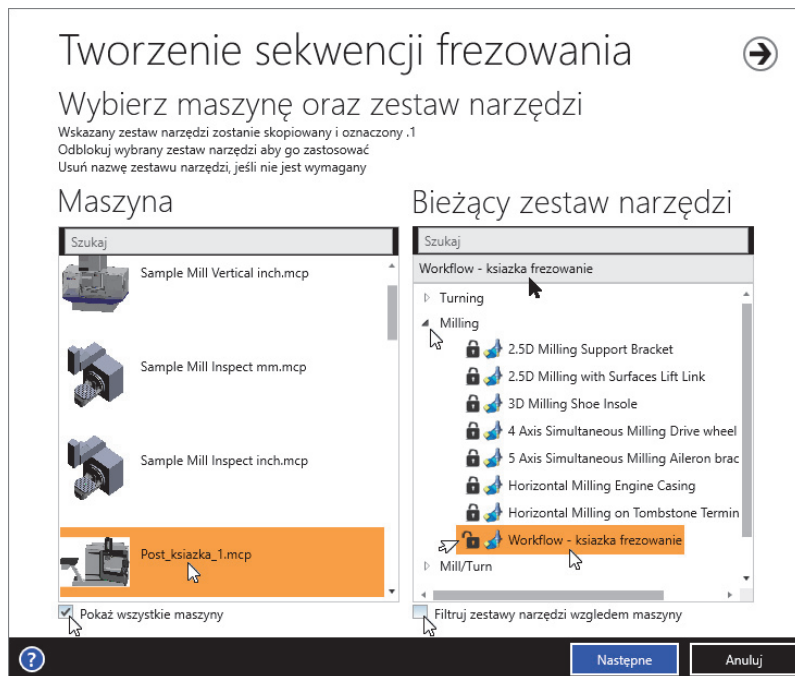 Tworzenie sekwencji frezowania
Wybierz maszynę oraz zestaw narzędzi
Wskazany zestaw narzędzi zostanie skopiowany i oznaczony .1
Odblokuj wybrany zestaw narzędzi aby go zastosować
Usuń nazwę zestawu narzędzi, jeśli nie jest wymagany
Maszyna
Szukaj
Sample Mill Vertical inch.mcp
Sample Mill Inspect mm.mcp
Sample Mill Inspect inch.mcp
Post_ksiazka_1.mcp
Pokaż wszystkie maszyny
Bieżący zestaw narzędzi
Szukaj
Workflow - ksiazka frezowanie
Turning
Milling
2.5D Milling Support Bracket
2.5D Milling with Surfaces Lift Link
3D Milling Shoe Insole
4 Axis Simultaneous Milling Drive wheel
5 Axis Simultaneous Milling Aileron brac
Horizontal Milling Engine Casing
Horizontal Milling on Tombstone Termin
Workflow - ksiazka frezowanie
Mill/Turn
Filtruj zestawy narzędzi względem maszyny
?
Następne
Anuluj